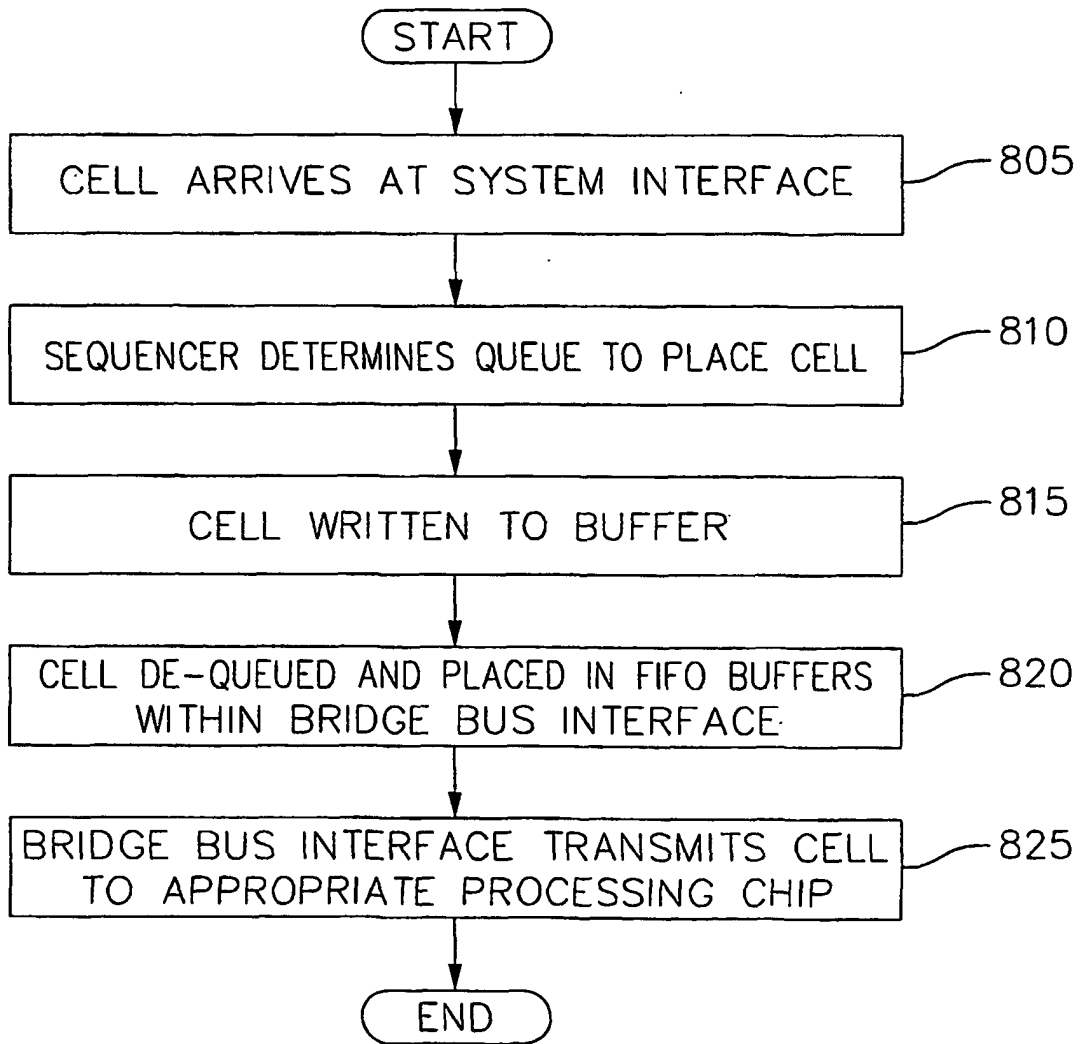 START
CELL ARRIVES AT SYSTEM INTERFACE
805
SEQUENCER DETERMINES QUEUE TO PLACE CELL
810
CELL WRITTEN TO BUFFER
815
CELL DE-QUEUED AND PLACED IN FIFO BUFFERS
WITHIN BRIDGE BUS INTERFACE
820
BRIDGE BUS INTERFACE TRANSMITS CELL
TO APPROPRIATE PROCESSING CHIP
825
END